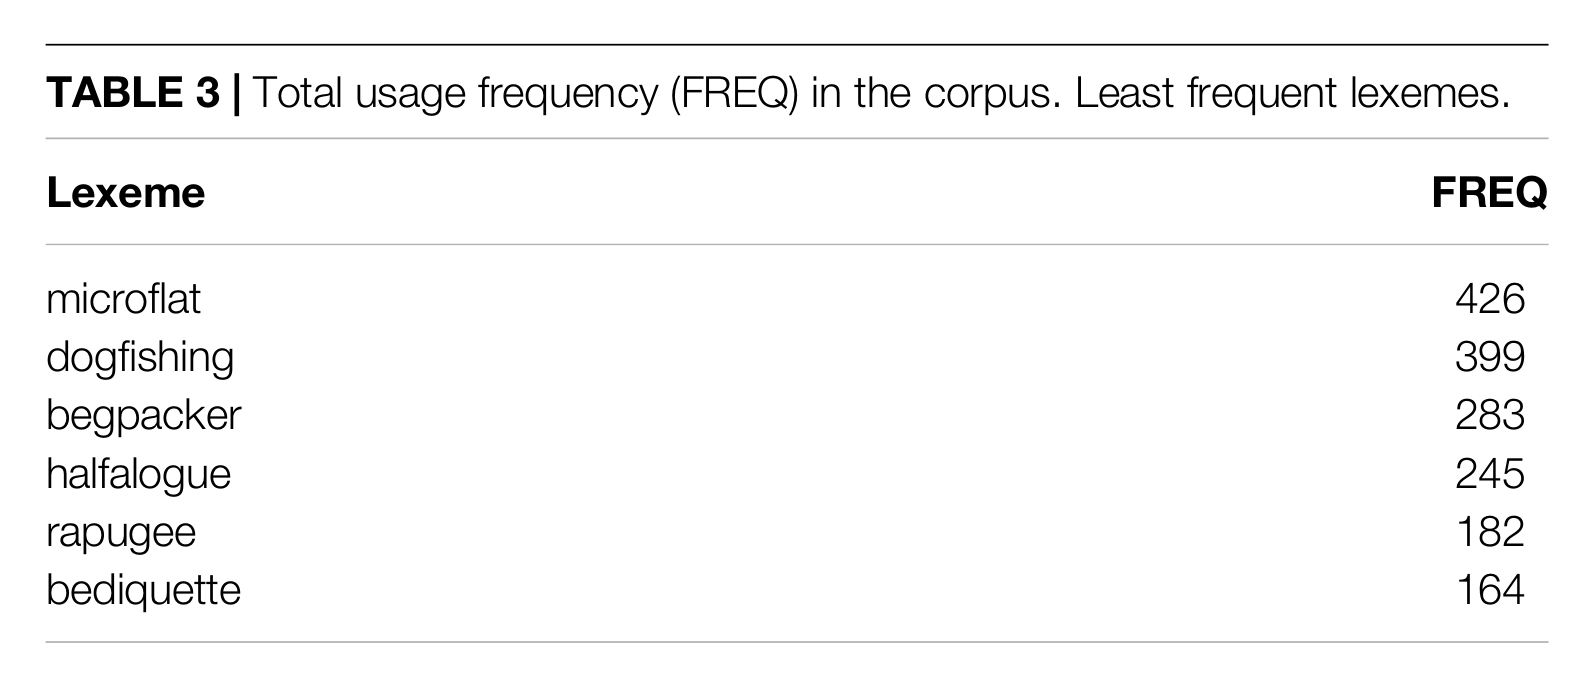 TABLE 3 | Total usage frequency (FREQ) in the corpus. Least frequent lexemes.
Lexeme FREQ
microflat 426
dogfishing 399
begpacker 283
halfalogue 245
rapugee 182
bediquette 164